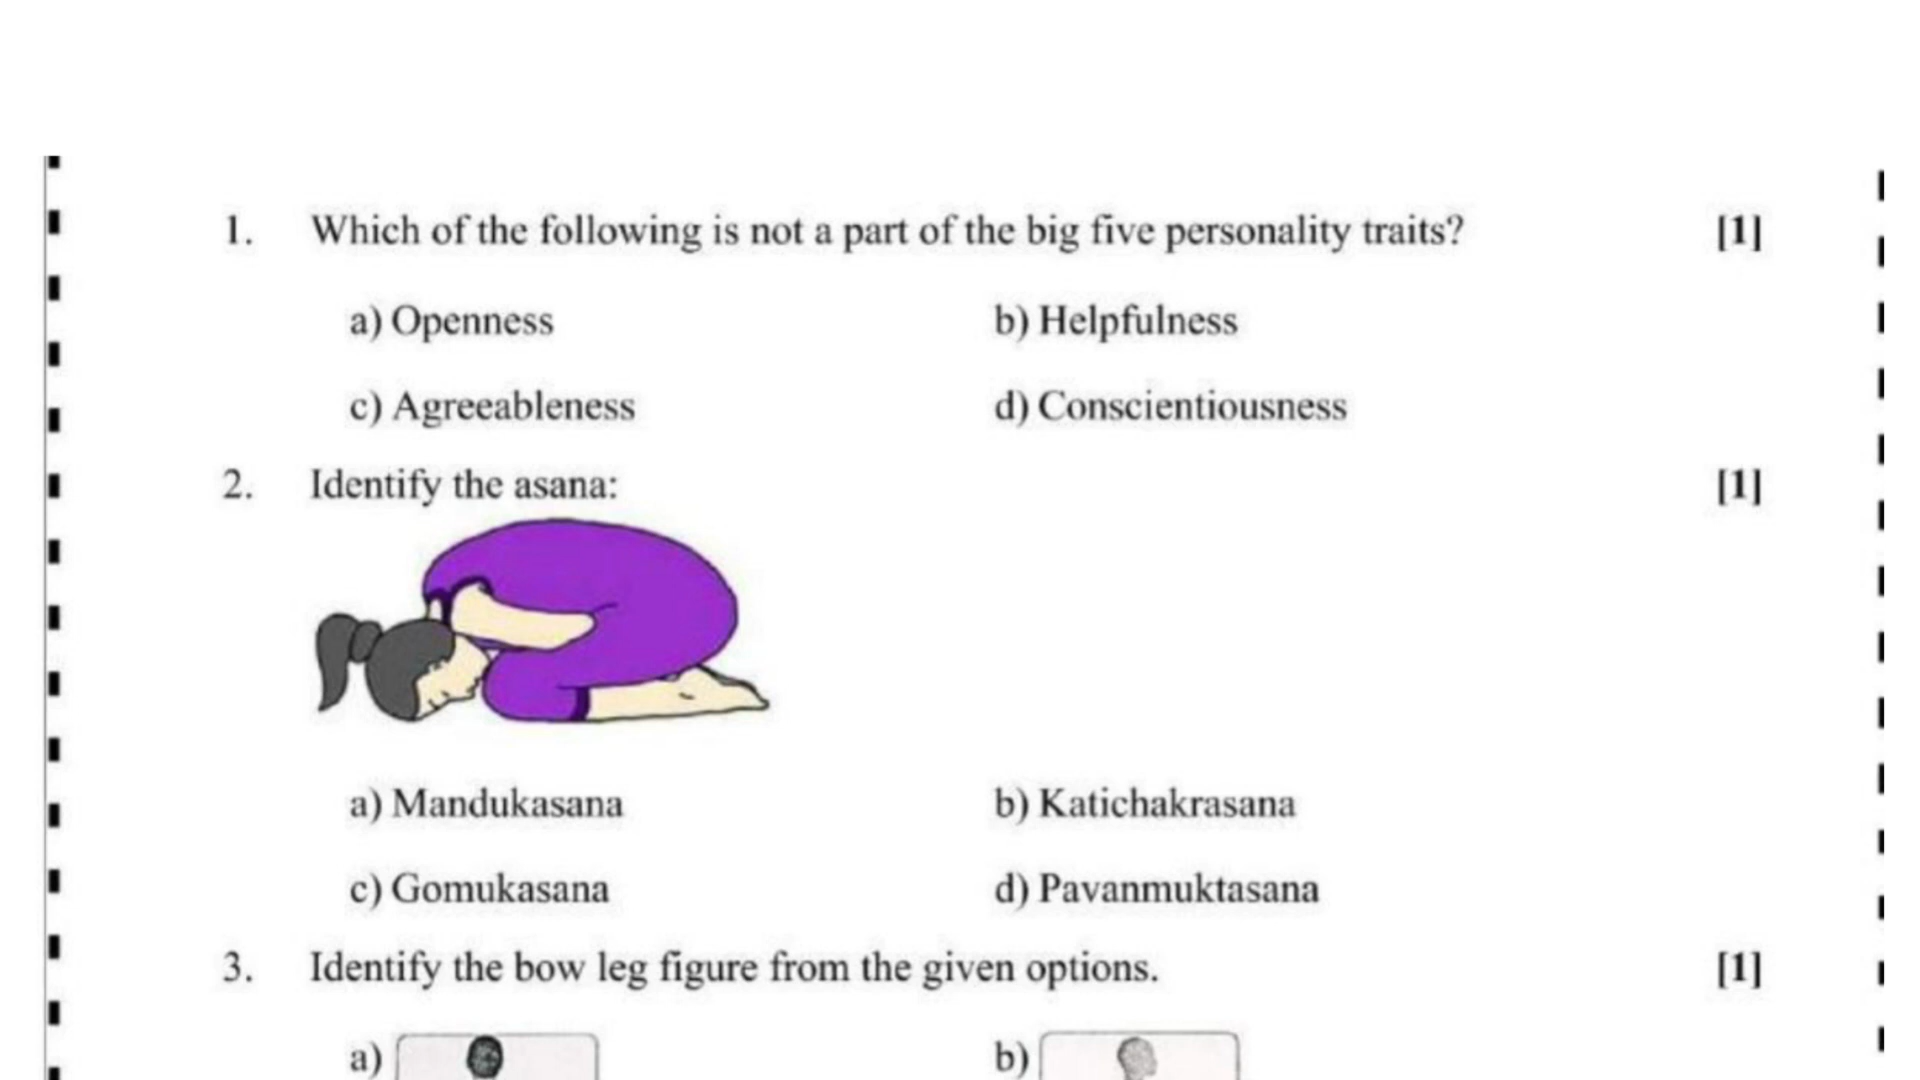 1. Which of the following is not a part of the big five personality traits? [1]
a) Openness b) Helpfulness
c) Agreeableness d) Conscientiousness
2. Identify the asana: [1]
a) Mandukasana b) Katichakrasana
c) Gomukasana d) Pavanmuktasana
3. Identify the bow leg figure from the given options. [1]
a) b)